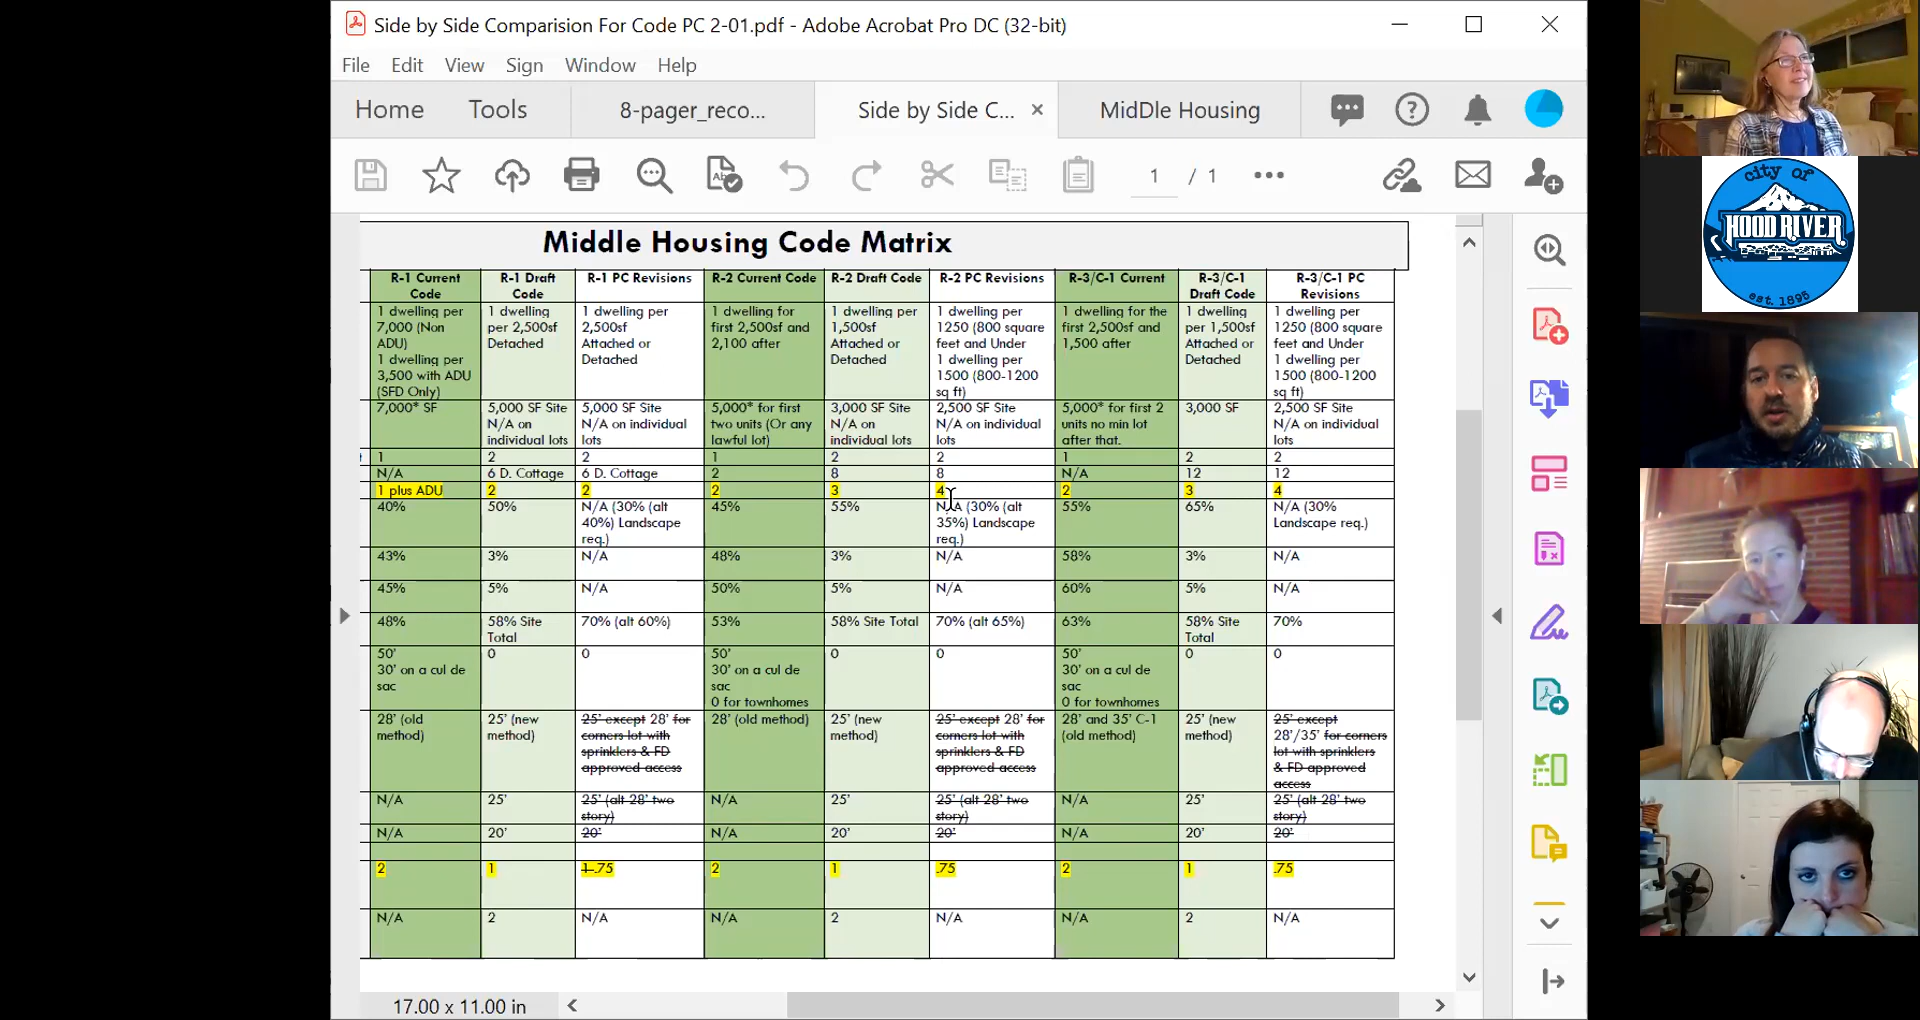 Side by Side Comparision For Code PC 2-01.pdf - Adobe Acrobat Pro DC (32-bit)
File Edit View Sign Window Help
Home Tools 8-pager_reco... Side by Side C... × MidDle Housing
1 / 1
Middle Housing Code Matrix
R-1 Current Code
R-1 Draft Code
R-1 PC Revisions
R-2 Current Code
R-2 Draft Code
R-2 PC Revisions
R-3/C-1 Current
R-3/C-1 Draft Code
R-3/C-1 PC Revisions
1 dwelling per 7,000 (Non ADU) 1 dwelling per 3,500 with ADU (SFD Only)
1 dwelling per 2,500sf Detached
1 dwelling per 2,500sf Attached or Detached
1 dwelling for first 2,500sf and 2,100 after
1 dwelling per 1,500sf Attached or Detached
1 dwelling per 1250 (800 square feet and Under 1 dwelling per 1500 (800-1200 sq ft)
1 dwelling for the first 2,500sf and 1,500 after
1 dwelling per 1,500sf Attached or Detached
1 dwelling per 1250 (800 square feet and Under 1 dwelling per 1500 (800-1200 sq ft)
7,000* SF
5,000 SF Site N/A on individual lots
5,000 SF Site N/A on individual lots
5,000* for first two units (Or any lawful lot)
3,000 SF Site N/A on individual lots
2,500 SF Site N/A on individual lots
5,000* for first 2 units no min lot after that.
3,000 SF
2,500 SF Site N/A on individual lots
1 2 2 1 2 2 1 2 2
N/A 6 D. Cottage 6 D. Cottage 2 8 8 N/A 12 12
1 plus ADU 2 2 2 3 4 2 3 4
40% 50% N/A (30% (alt 40%) Landscape req.) 45% 55% N/A (30% (alt 35%) Landscape req.) 55% 65% N/A (30% Landscape req.)
43% 3% N/A 48% 3% N/A 58% 3% N/A
45% 5% N/A 50% 5% N/A 60% 5% N/A
48% 58% Site Total 70% (alt 60%) 53% 58% Site Total 70% (alt 65%) 63% 58% Site Total 70%
50' 30' on a cul de sac
0
0
50' 30' on a cul de sac 0 for townhomes
0
0
50' 30' on a cul de sac 0 for townhomes
0
0
28' (old method)
25' (new method)
25' except 28' for corners lot with sprinklers & FD approved access
28' (old method)
25' (new method)
25' except 28' for corners lot with sprinklers & FD approved access
28' and 35' C-1 (old method)
25' (new method)
25' except 28'/35' for corners lot with sprinklers & FD approved access
N/A 25' 25' (alt 28' two story) N/A 25' 25' (alt 28' two story) N/A 25' 25' (alt 28' two story)
N/A 20' 20' N/A 20' 20' N/A 20' 20'
2 1 1 .75 2 1 .75 2 1 .75
N/A 2 N/A N/A 2 N/A N/A 2 N/A
17.00 x 11.00 in
city of
HOOD RIVER
est. 1895